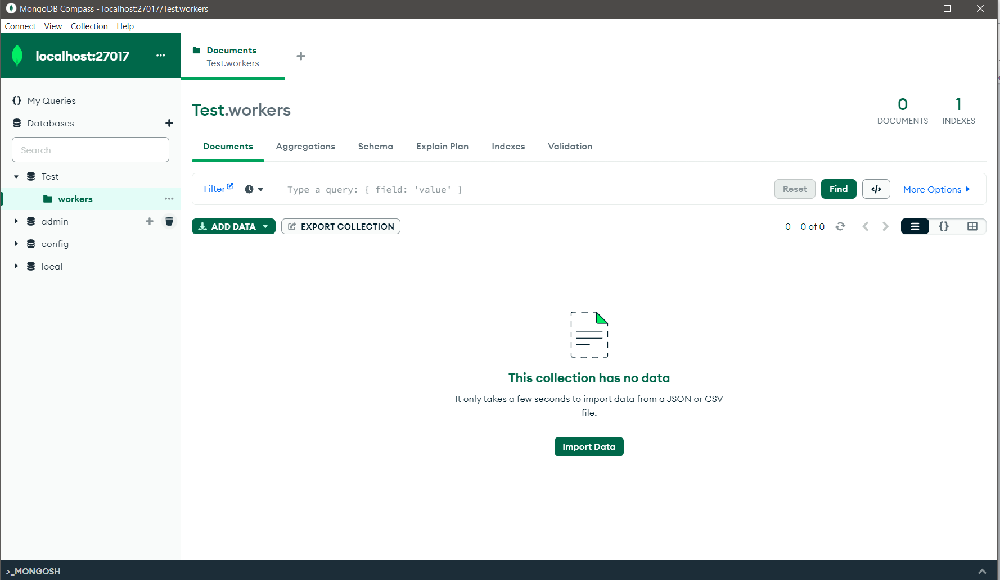 MongoDB Compass - localhost:27017/Test.workers
Connect View Collection Help
localhost:27017 ...
Documents
Test.workers
My Queries
Databases
Search
Test
workers
admin
config
local
Test.workers
0
DOCUMENTS
1
INDEXES
Documents Aggregations Schema Explain Plan Indexes Validation
Filter Type a query: { field: 'value' } Reset Find </> More Options
ADD DATA EXPORT COLLECTION 0 – 0 of 0 {}
This collection has no data
It only takes a few seconds to import data from a JSON or CSV
file.
Import Data
>_MONGOSH